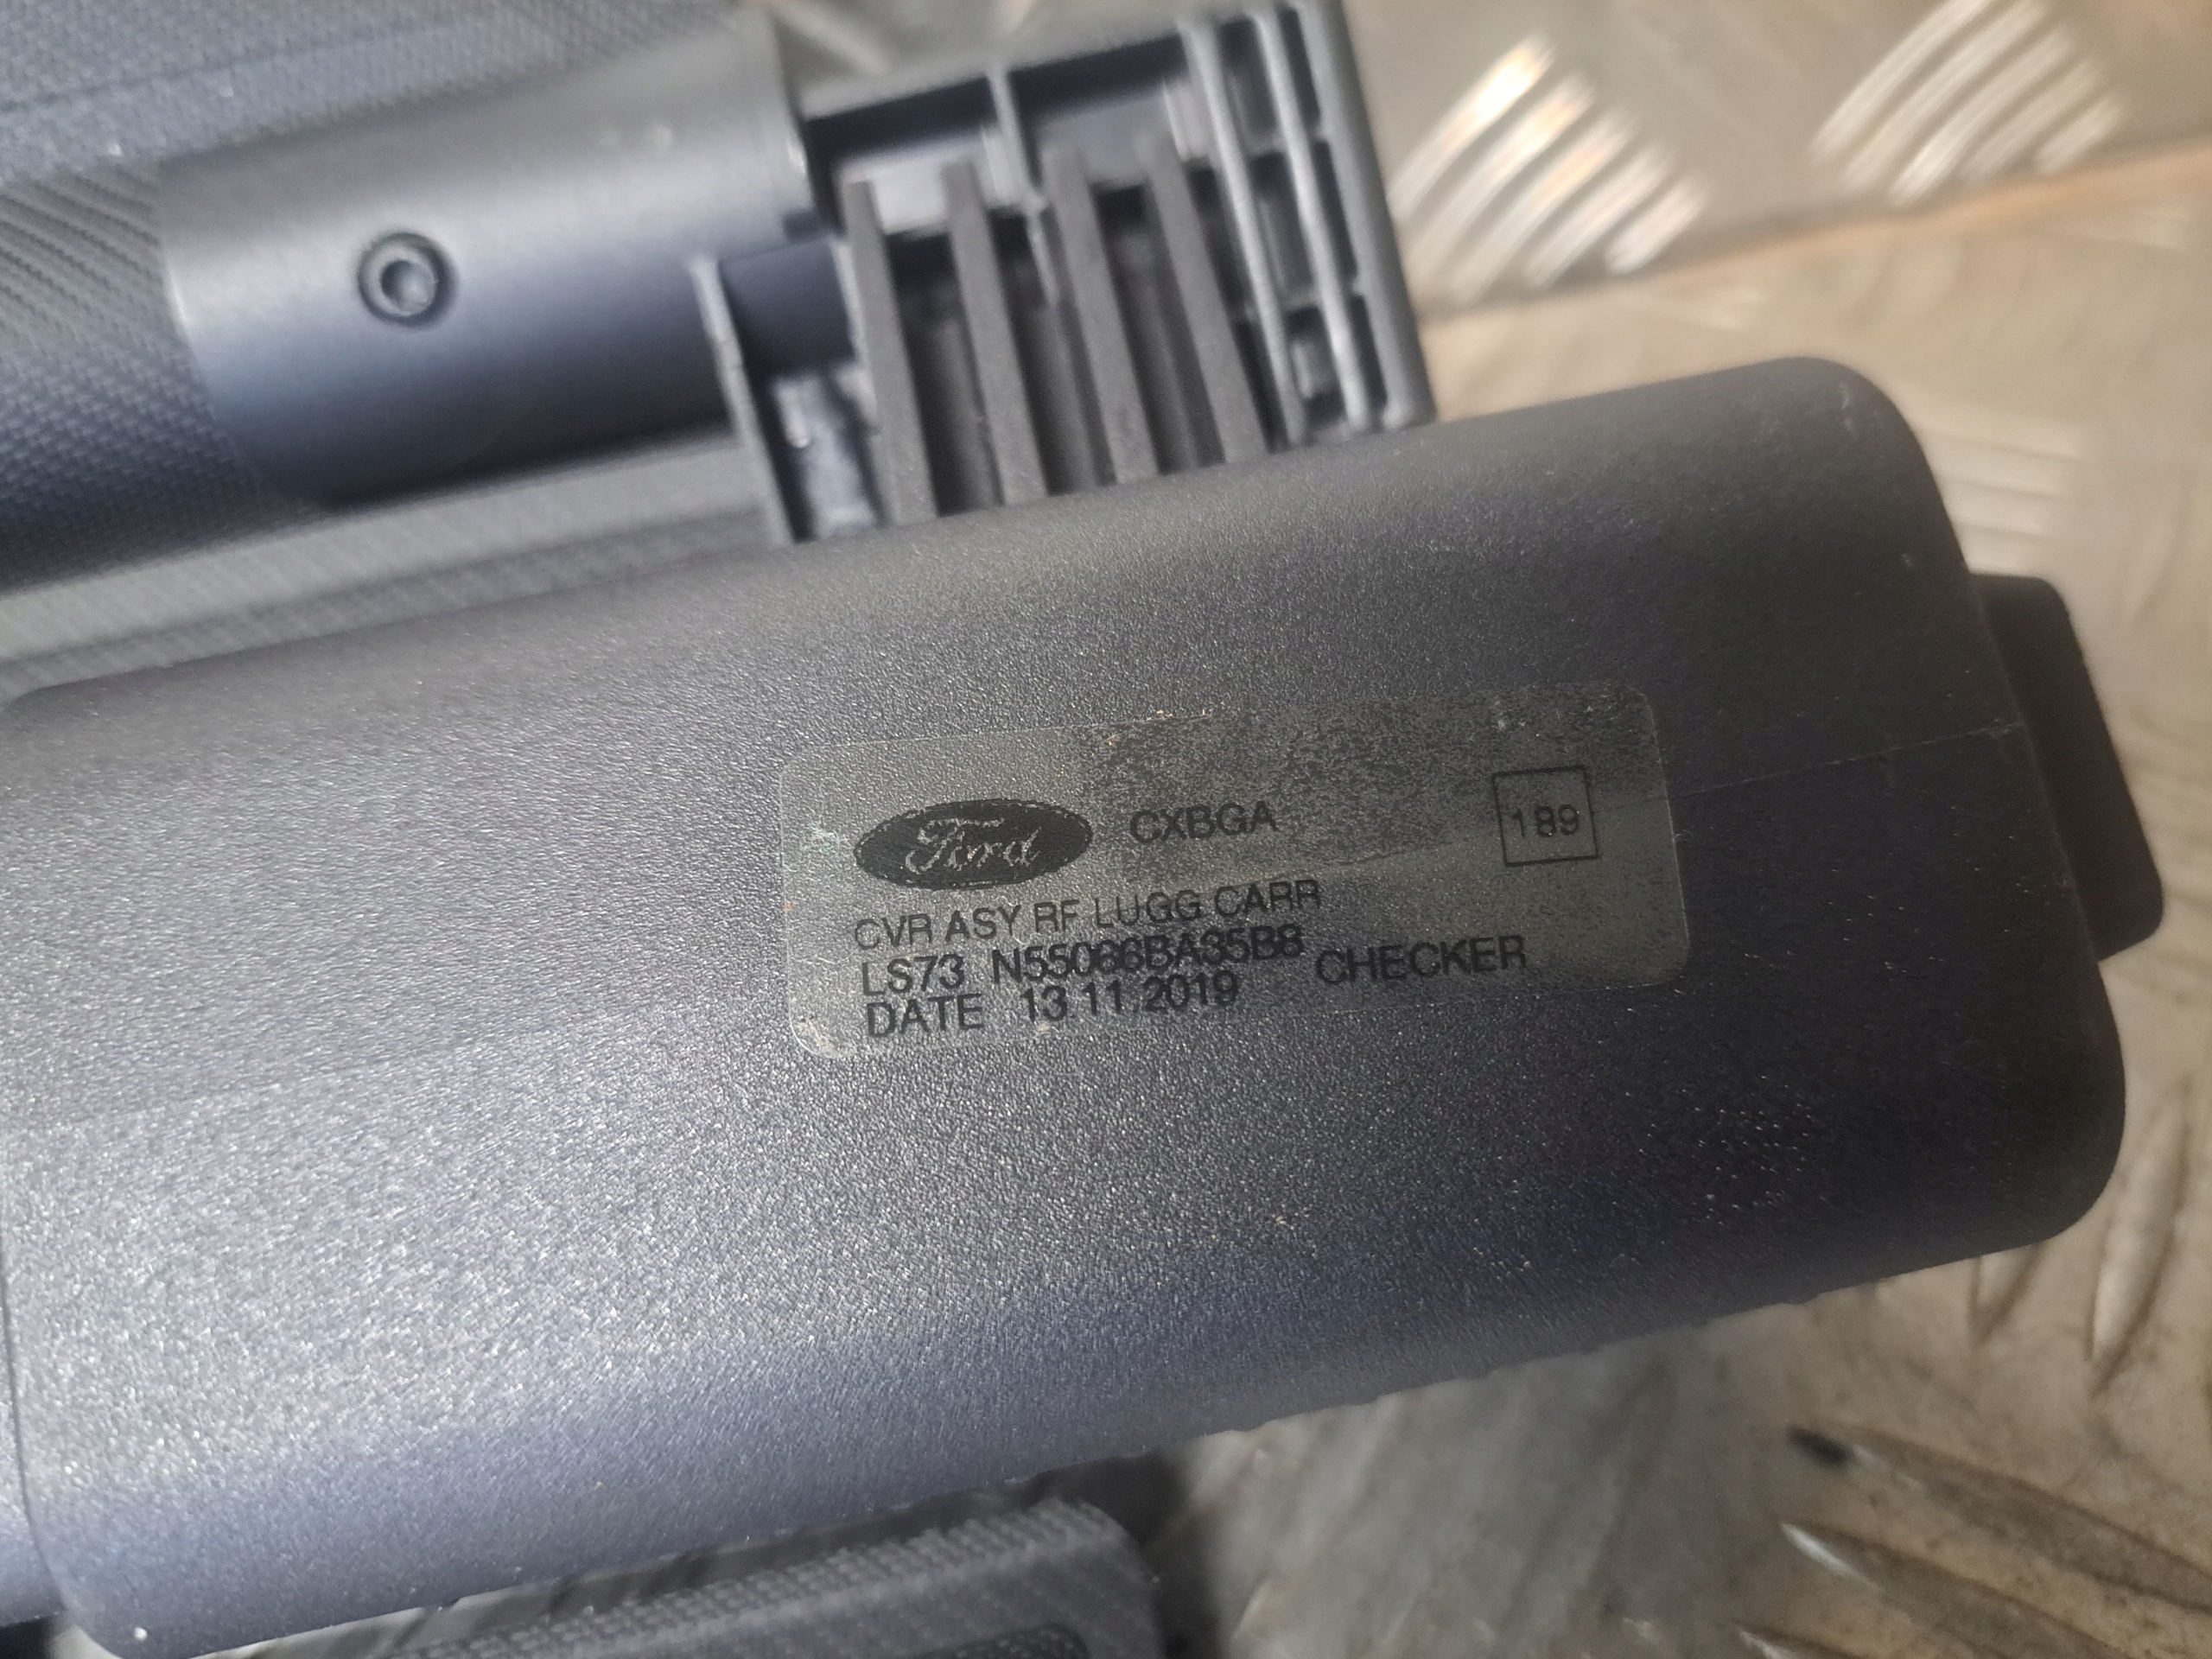 Ford CXBGA 189
CVR ASY RF LUGG CARR
LS73 N55066BA35B8 CHECKER
DATE 13 11 2019